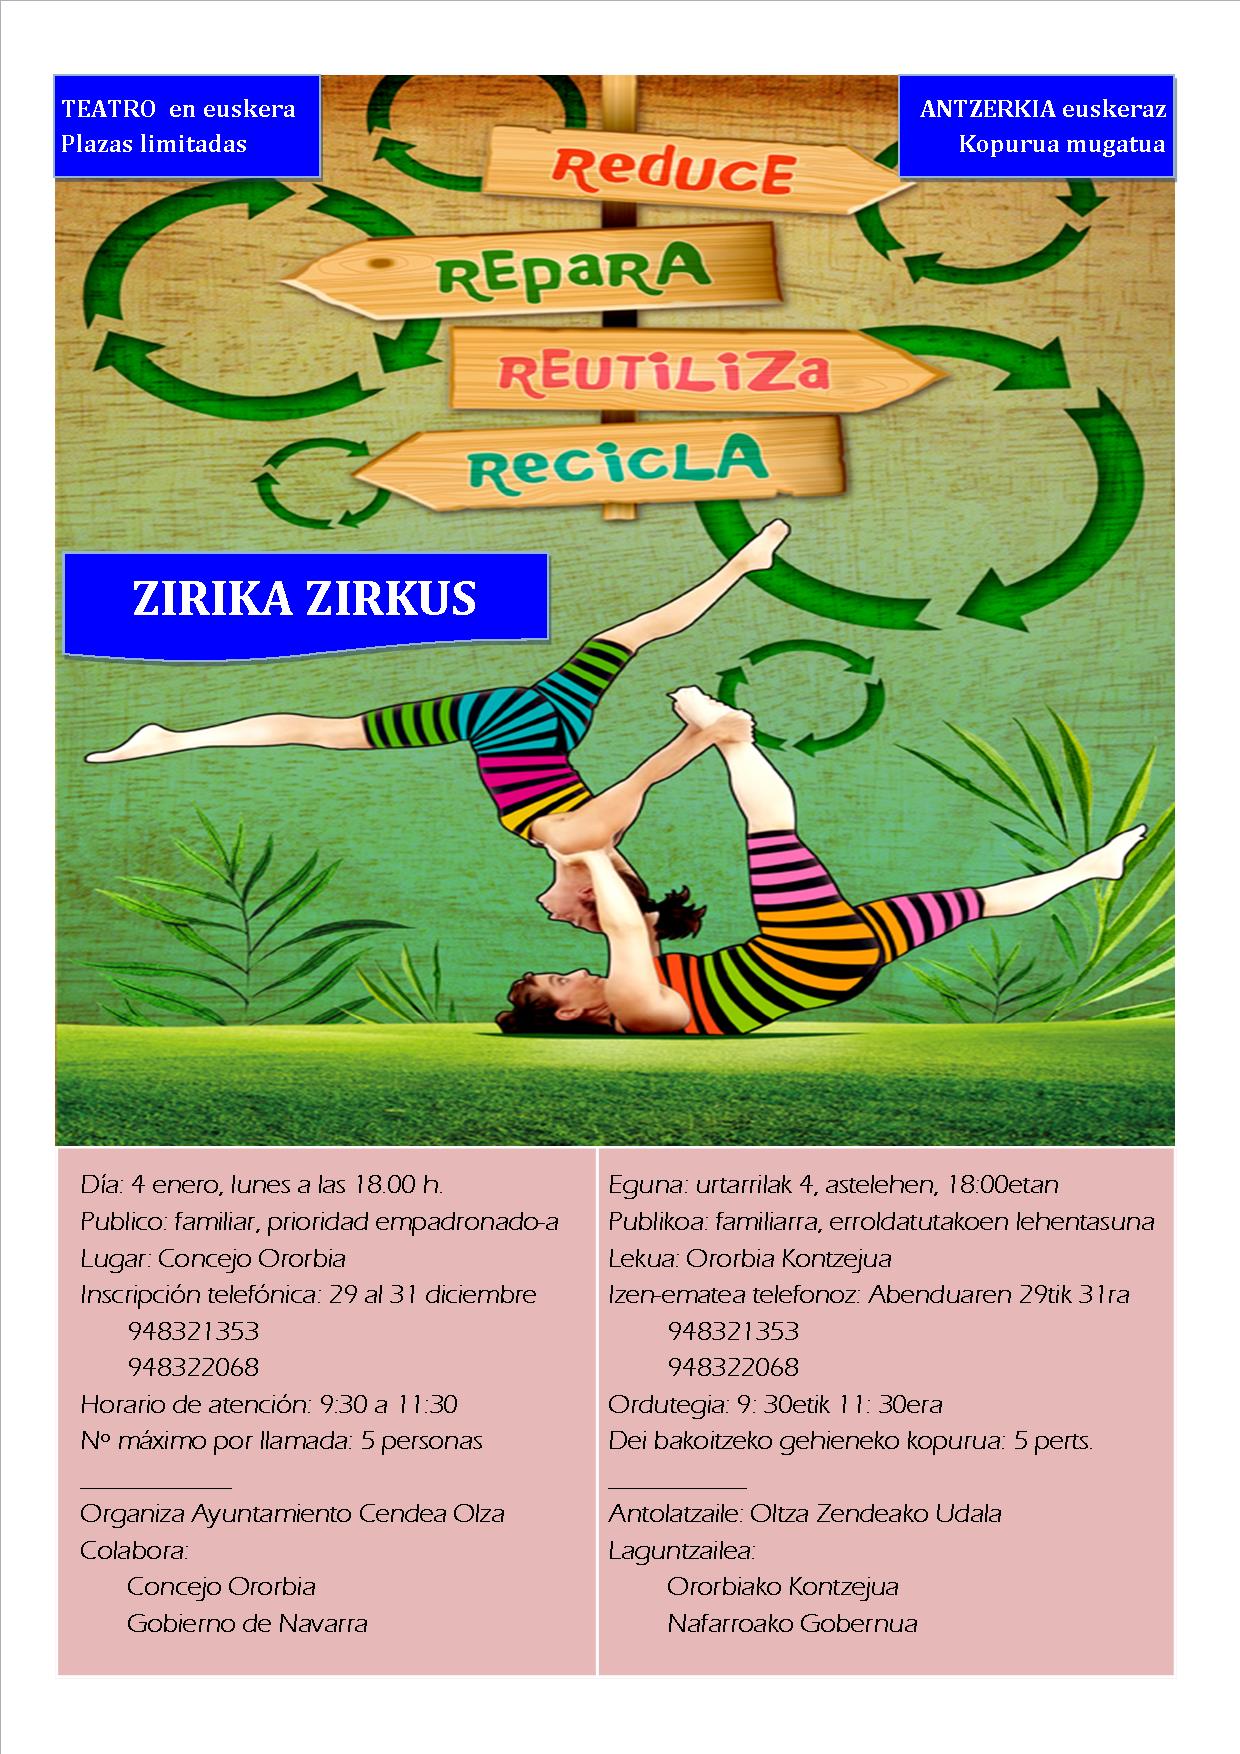 TEATRO en euskera
Plazas limitadas
ANTZERKIA euskeraz
Kopurua mugatua
REDUCE
REpaRA
REUTiLiZa
RecicLA
ZIRIKA ZIRKUS
Día: 4 enero, lunes a las 18.00 h.
Publico: familiar, prioridad empadronado-a
Lugar: Concejo Ororbia
Inscripción telefónica: 29 al 31 diciembre
948321353
948322068
Horario de atención: 9:30 a 11:30
Nº máximo por llamada: 5 personas
___________
Organiza Ayuntamiento Cendea Olza
Colabora:
Concejo Ororbia
Gobierno de Navarra
Eguna: urtarrilak 4, astelehen, 18:00etan
Publikoa: familiarra, erroldatutakoen lehentasuna
Lekua: Ororbia Kontzejua
Izen-ematea telefonoz: Abenduaren 29tik 31ra
948321353
948322068
Ordutegia: 9: 30etik 11: 30era
Dei bakoitzeko gehieneko kopurua: 5 perts.
__________
Antolatzaile: Oltza Zendeako Udala
Laguntzailea:
Ororbiako Kontzejua
Nafarroako Gobernua